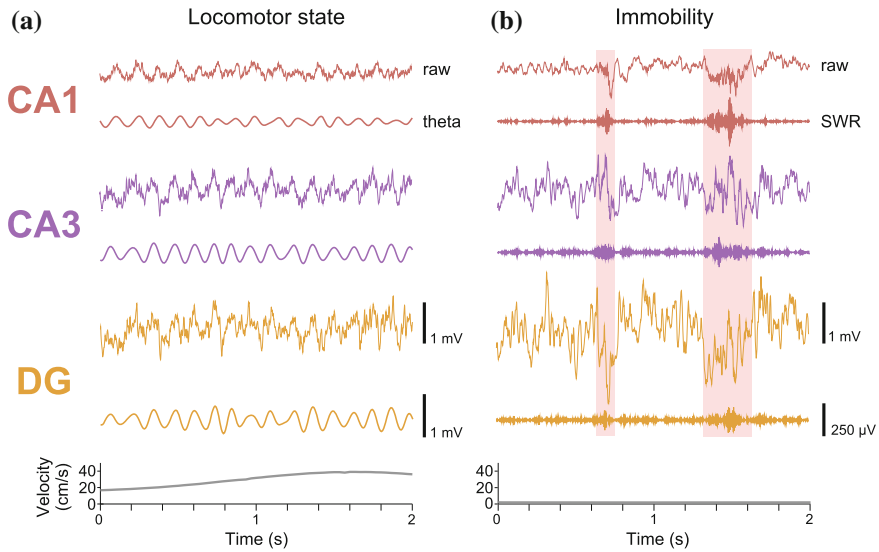 (a) Locomotor state
(b) Immobility
CA1
raw
theta
raw
SWR
CA3
DG
1 mV
1 mV
1 mV
250 µV
Velocity
(cm/s)
40
20
0
0 1 2
Time (s)
40
20
0
0 1 2
Time (s)